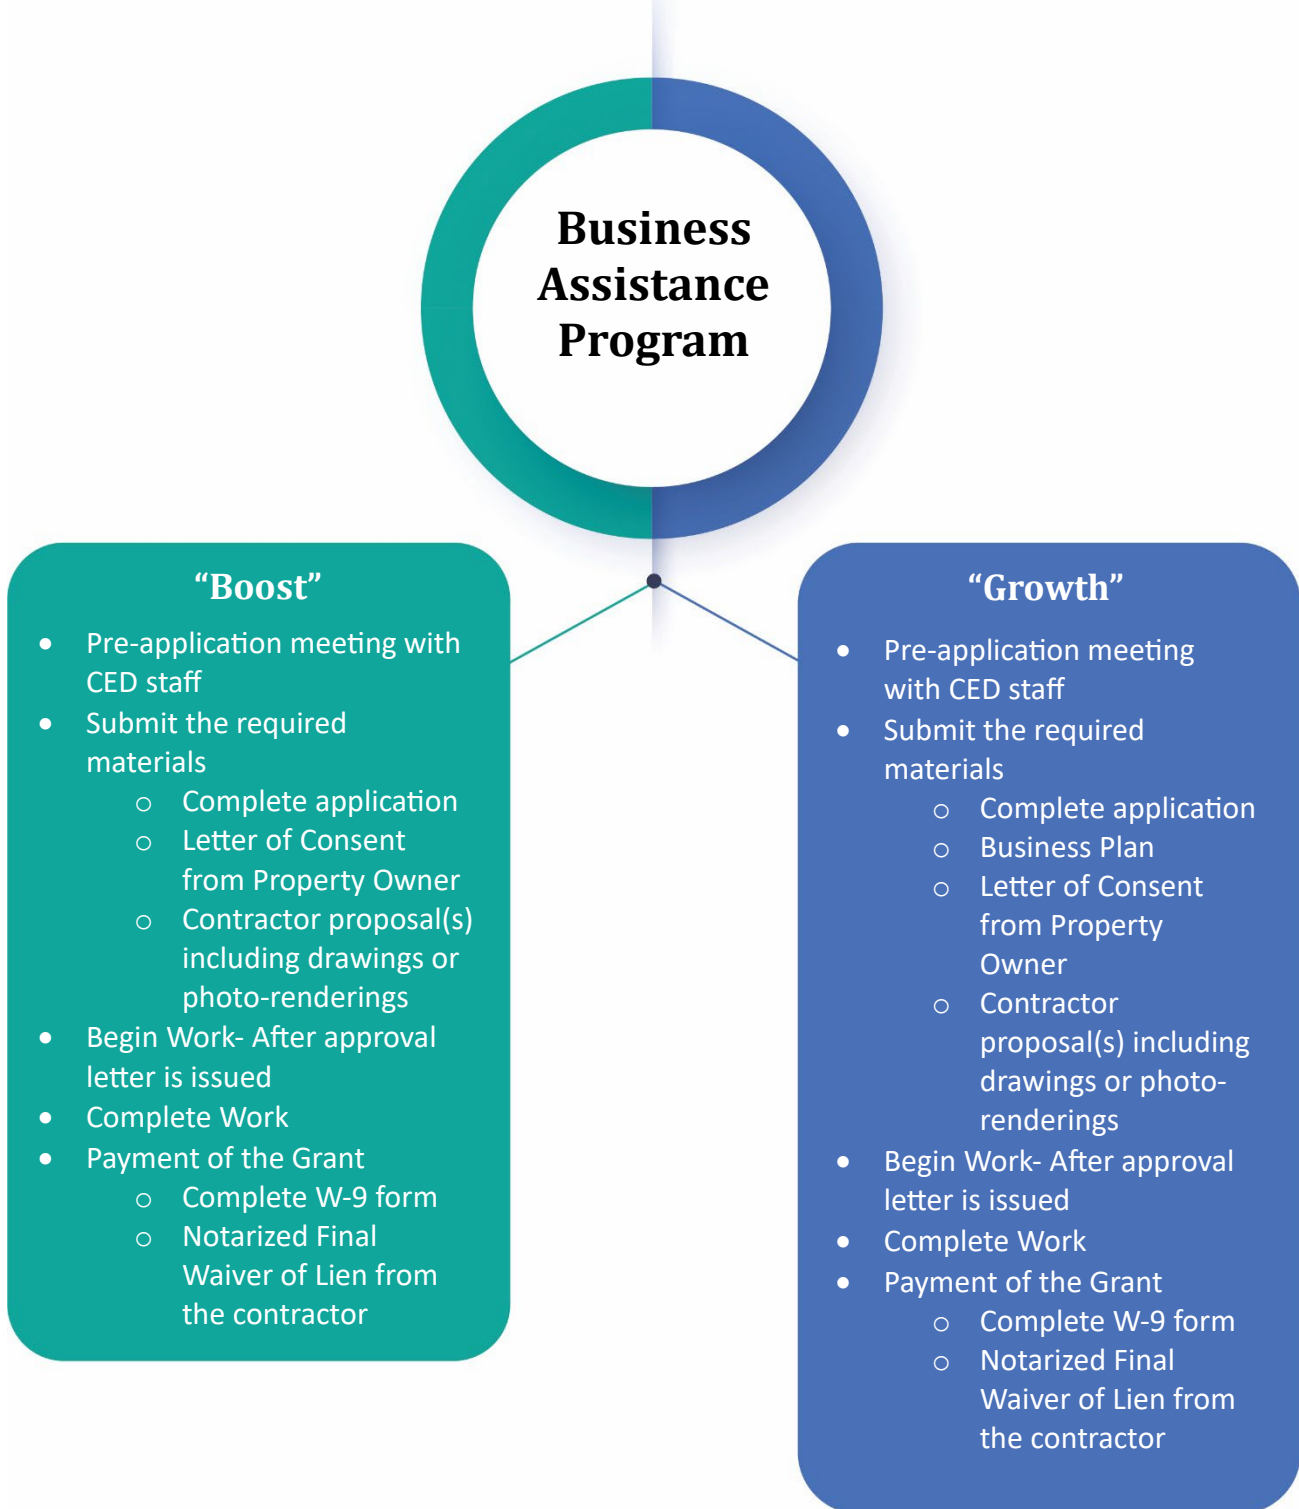 Business
Assistance
Program
“Boost”
• Pre-application meeting with
CED staff
• Submit the required
materials
o Complete application
o Letter of Consent
from Property Owner
o Contractor proposal(s)
including drawings or
photo-renderings
• Begin Work- After approval
letter is issued
• Complete Work
• Payment of the Grant
o Complete W-9 form
o Notarized Final
Waiver of Lien from
the contractor
“Growth”
• Pre-application meeting
with CED staff
• Submit the required
materials
o Complete application
o Business Plan
o Letter of Consent
from Property
Owner
o Contractor
proposal(s) including
drawings or photo-
renderings
• Begin Work- After approval
letter is issued
• Complete Work
• Payment of the Grant
o Complete W-9 form
o Notarized Final
Waiver of Lien from
the contractor